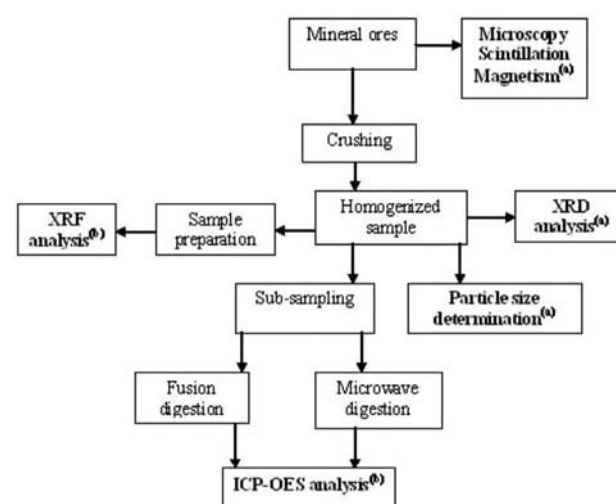 Mineral ores
Microscopy
Scintillation
Magnetism(a)
Crushing
XRF
analysis(b)
Sample
preparation
Homogenized
sample
XRD
analysis(a)
Sub-sampling
Particle size
determination(a)
Fusion
digestion
Microwave
digestion
ICP-OES analysis(b)